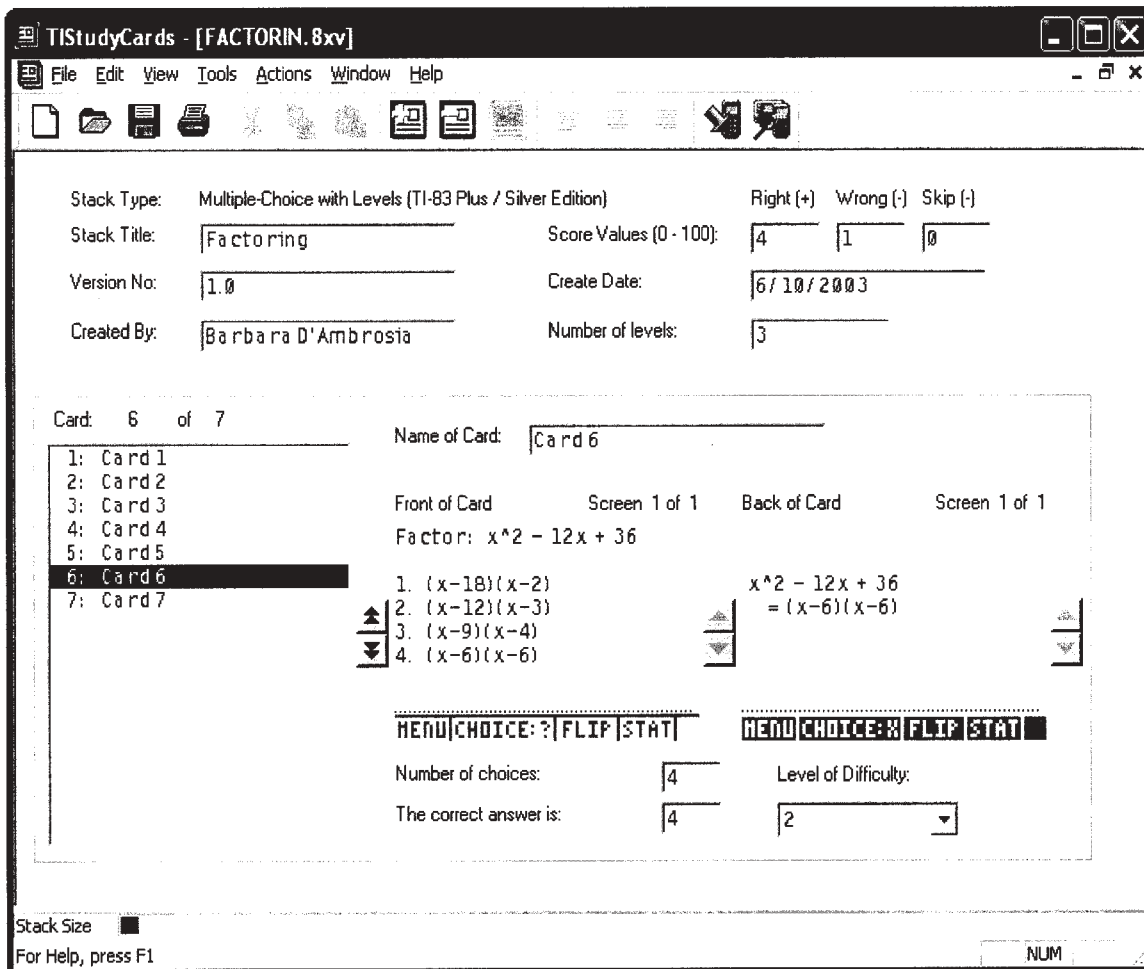 TIStudyCards - [FACTORIN.8xv]
File Edit View Tools Actions Window Help
Stack Type: Multiple-Choice with Levels (TI-83 Plus / Silver Edition) Right (+) Wrong (-) Skip (-)
Stack Title: Factoring Score Values (0 - 100): 4 1 0
Version No: 1.0 Create Date: 6/10/2003
Created By: Barbara D'Ambrosia Number of levels: 3
Card: 6 of 7
Name of Card: Card 6
1: Card 1
2: Card 2
3: Card 3
4: Card 4
5: Card 5
6: Card 6
7: Card 7
Front of Card Screen 1 of 1 Back of Card Screen 1 of 1
Factor: x^2 - 12x + 36
1. (x-18)(x-2)
2. (x-12)(x-3)
3. (x-9)(x-4)
4. (x-6)(x-6)
x^2 - 12x + 36
= (x-6)(x-6)
MENU CHOICE:? FLIP STAT
MENU CHOICE:X FLIP STAT
Number of choices: 4 Level of Difficulty:
The correct answer is: 4 2
Stack Size
For Help, press F1 NUM